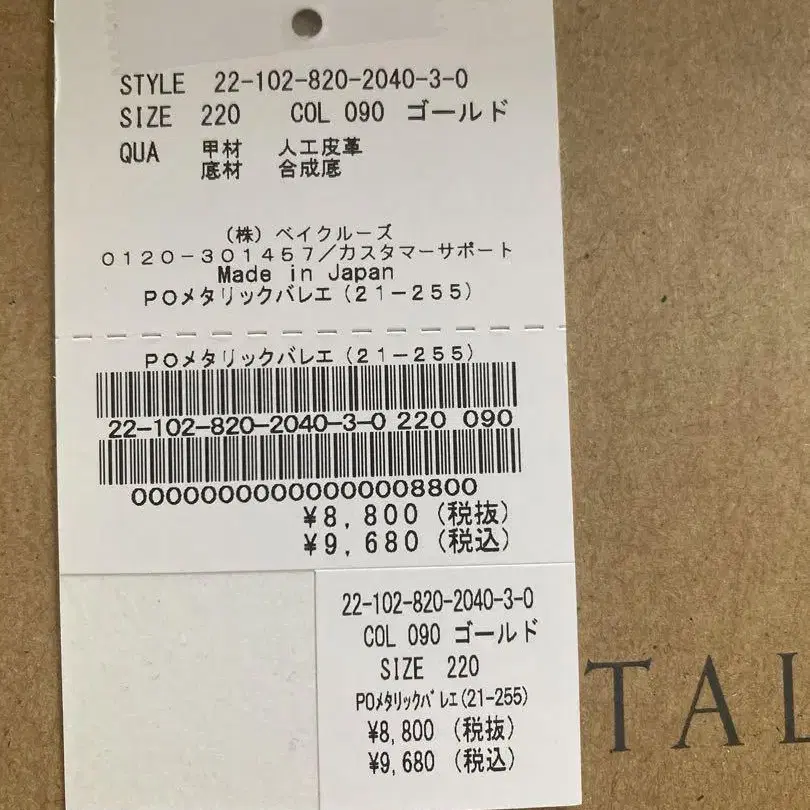 STYLE 22-102-820-2040-3-0
SIZE 220 COL 090 ゴールド
QUA 甲材 人工皮革
底材 合成底
(株)ベイクルーズ
0120-301457/カスタマーサポート
Made in Japan
POメタリックバレエ(21-255)
POメタリックバレエ(21-255)
22-102-820-2040-3-0 220 090
00000000000000008800
¥8,800(税抜)
¥9,680(税込)
22-102-820-2040-3-0
COL 090 ゴールド
SIZE 220
POメタリックバレエ(21-255)
¥8,800 (税抜)
¥9,680 (税込)
TAL